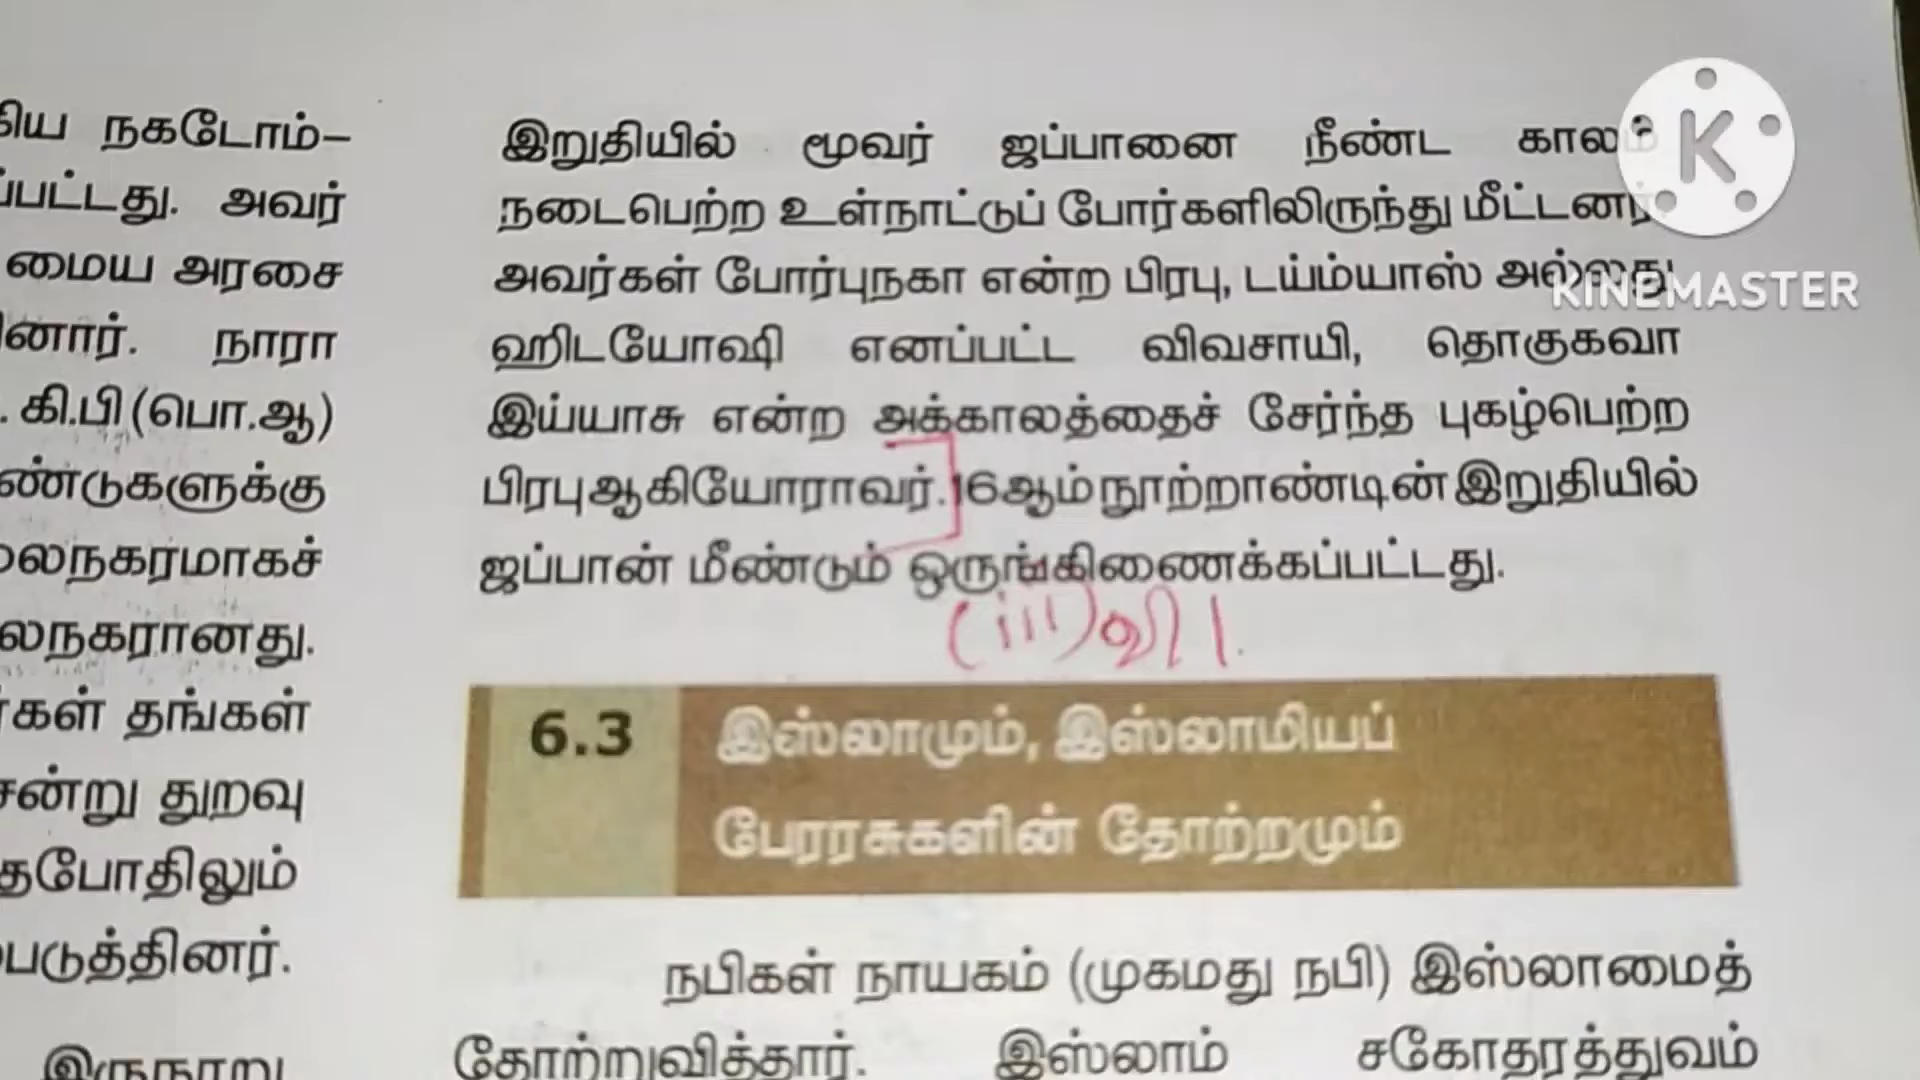 கிய நகடோம்–
ப்பட்டது. அவர்
மைய அரசை
னார். நாரா
. கி.பி (பொ.ஆ)
ண்டுகளுக்கு
லைநகரமாகச்
லநகரானது.
ர்கள் தங்கள்
சன்று துறவு
தபோதிலும்
படுத்தினர்.
இருநூறு
இறுதியில் மூவர் ஜப்பானை நீண்ட காலம்
நடைபெற்ற உள்நாட்டுப் போர்களிலிருந்து மீட்டனர்
அவர்கள் போர்புநகா என்ற பிரபு, டய்ம்யாஸ் அல்லது
ஹிடயோஷி எனப்பட்ட விவசாயி, தொகுகவா
இய்யாசு என்ற அக்காலத்தைச் சேர்ந்த புகழ்பெற்ற
பிரபு ஆகியோராவர். 16ஆம் நூற்றாண்டின் இறுதியில்
ஜப்பான் மீண்டும் ஒருங்கிணைக்கப்பட்டது.
(iii) வி 1.
6.3 இஸ்லாமும், இஸ்லாமியப்
பேரரசுகளின் தோற்றமும்
நபிகள் நாயகம் (முகமது நபி) இஸ்லாமைத்
தோற்றுவித்தார். இஸ்லாம் சகோதரத்துவம்
K
KINEMASTER